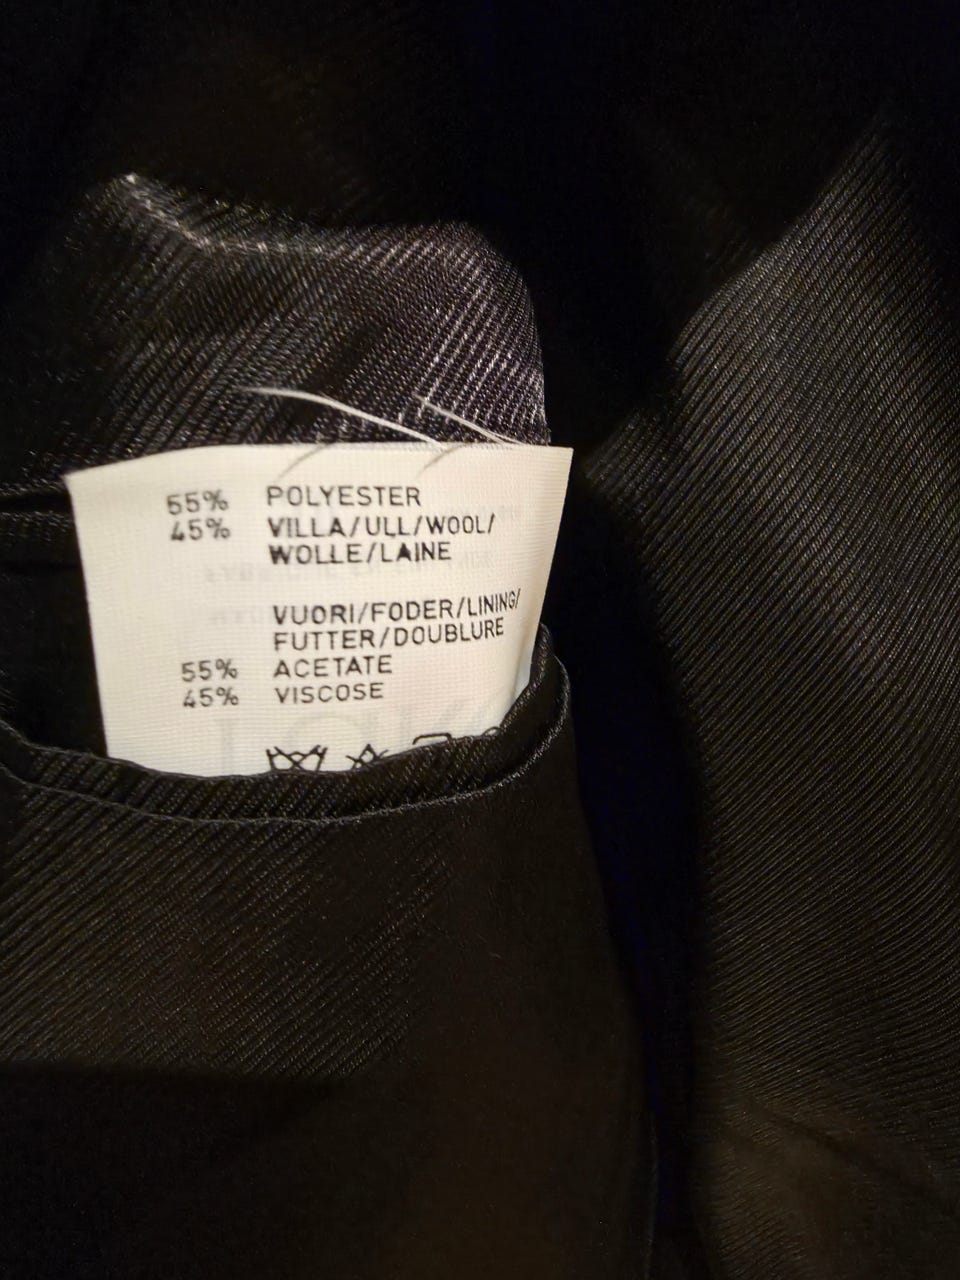 55% POLYESTER
45% VILLA/ULL/WOOL/
WOLLE/LAINE
VUORI/FODER/LINING/
FUTTER/DOUBLURE
55% ACETATE
45% VISCOSE